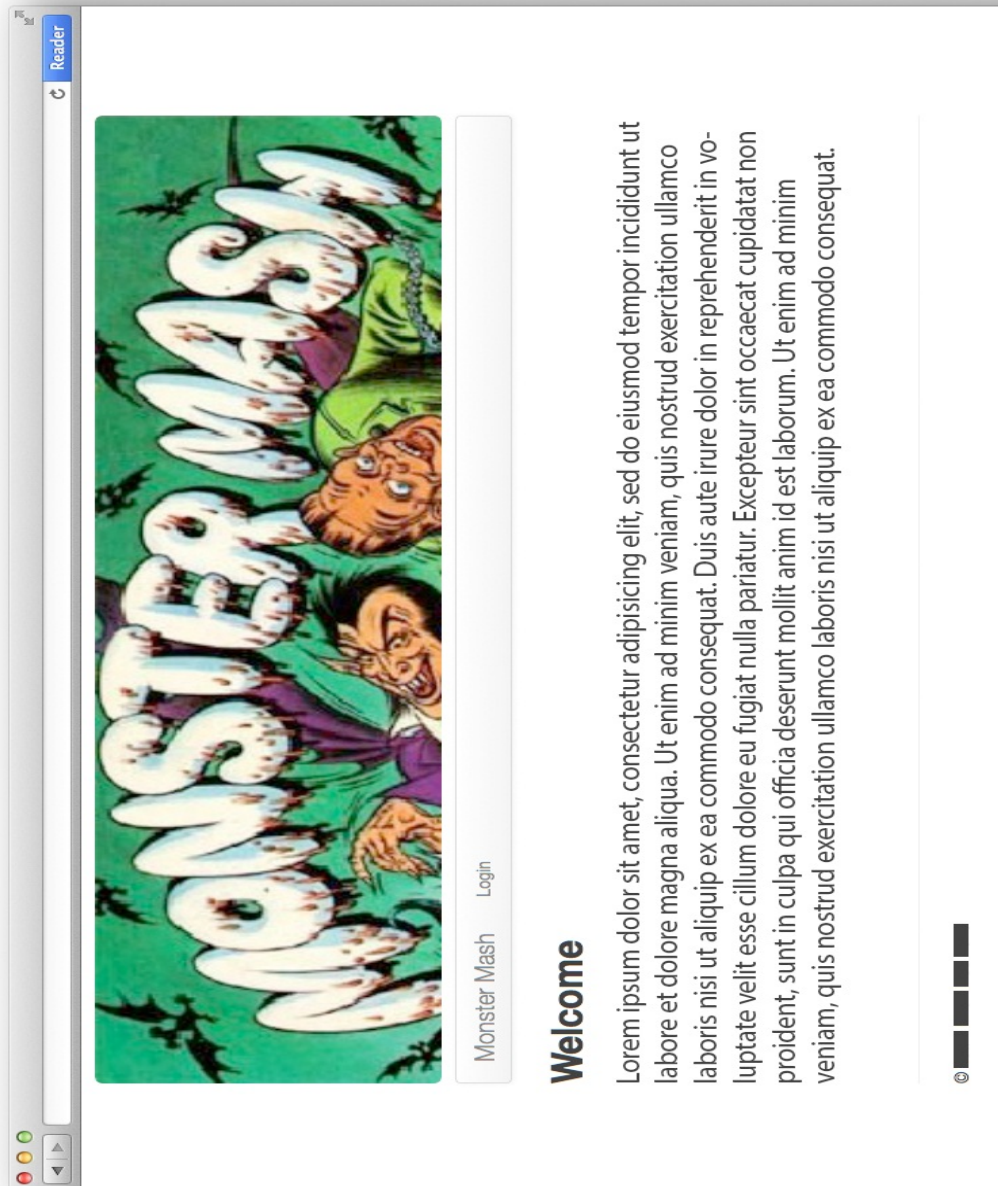 Reader
MONSTER MASH
Monster Mash Login
Welcome
Lorem ipsum dolor sit amet, consectetur adipisicing elit, sed do eiusmod tempor incididunt ut
labore et dolore magna aliqua. Ut enim ad minim veniam, quis nostrud exercitation ullamco
laboris nisi ut aliquip ex ea commodo consequat. Duis aute irure dolor in reprehenderit in vo-
luptate velit esse cillum dolore eu fugiat nulla pariatur. Excepteur sint occaecat cupidatat non
proident, sunt in culpa qui officia deserunt mollit anim id est laborum. Ut enim ad minim
veniam, quis nostrud exercitation ullamco laboris nisi ut aliquip ex ea commodo consequat.
©